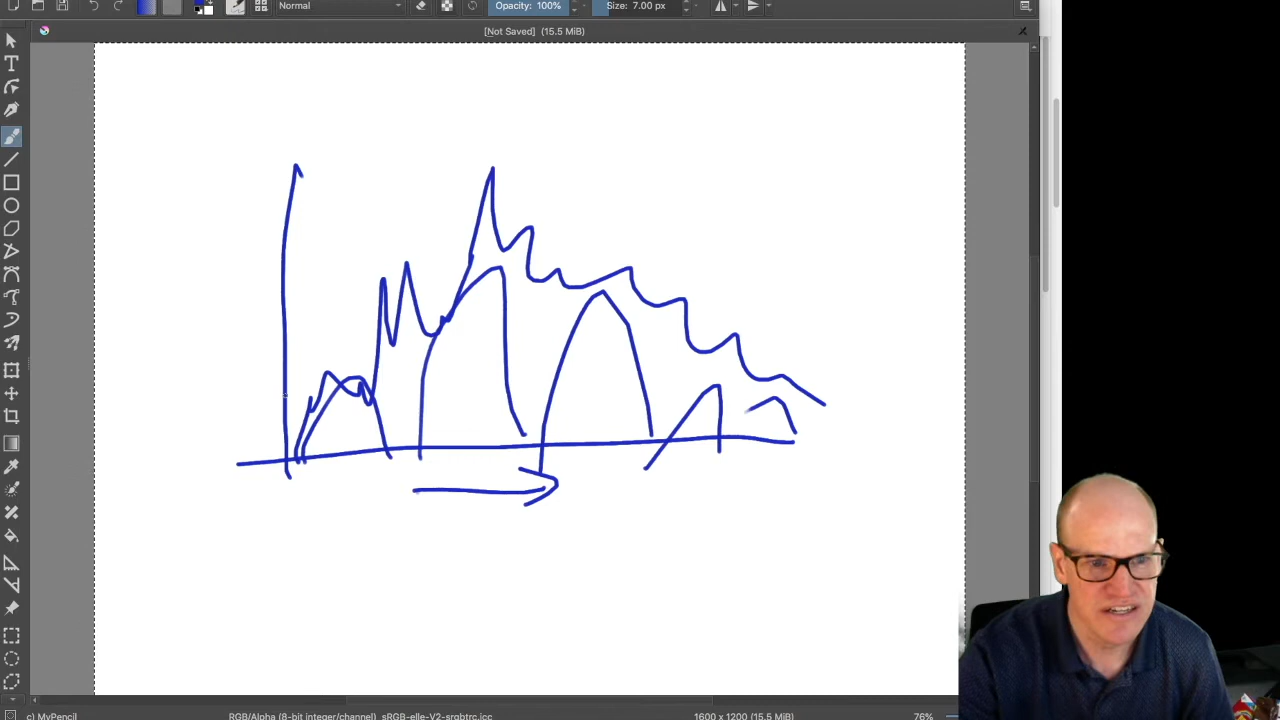 Normal
Opacity: 100%
Size: 7.00 px
[Not Saved] (15.5 MiB)
c) MyPencil
RGB/Alpha (8-bit integer/channel) sRGB-elle-V2-srgbtrc.icc
1600 x 1200 (15.5 MiB)
76%